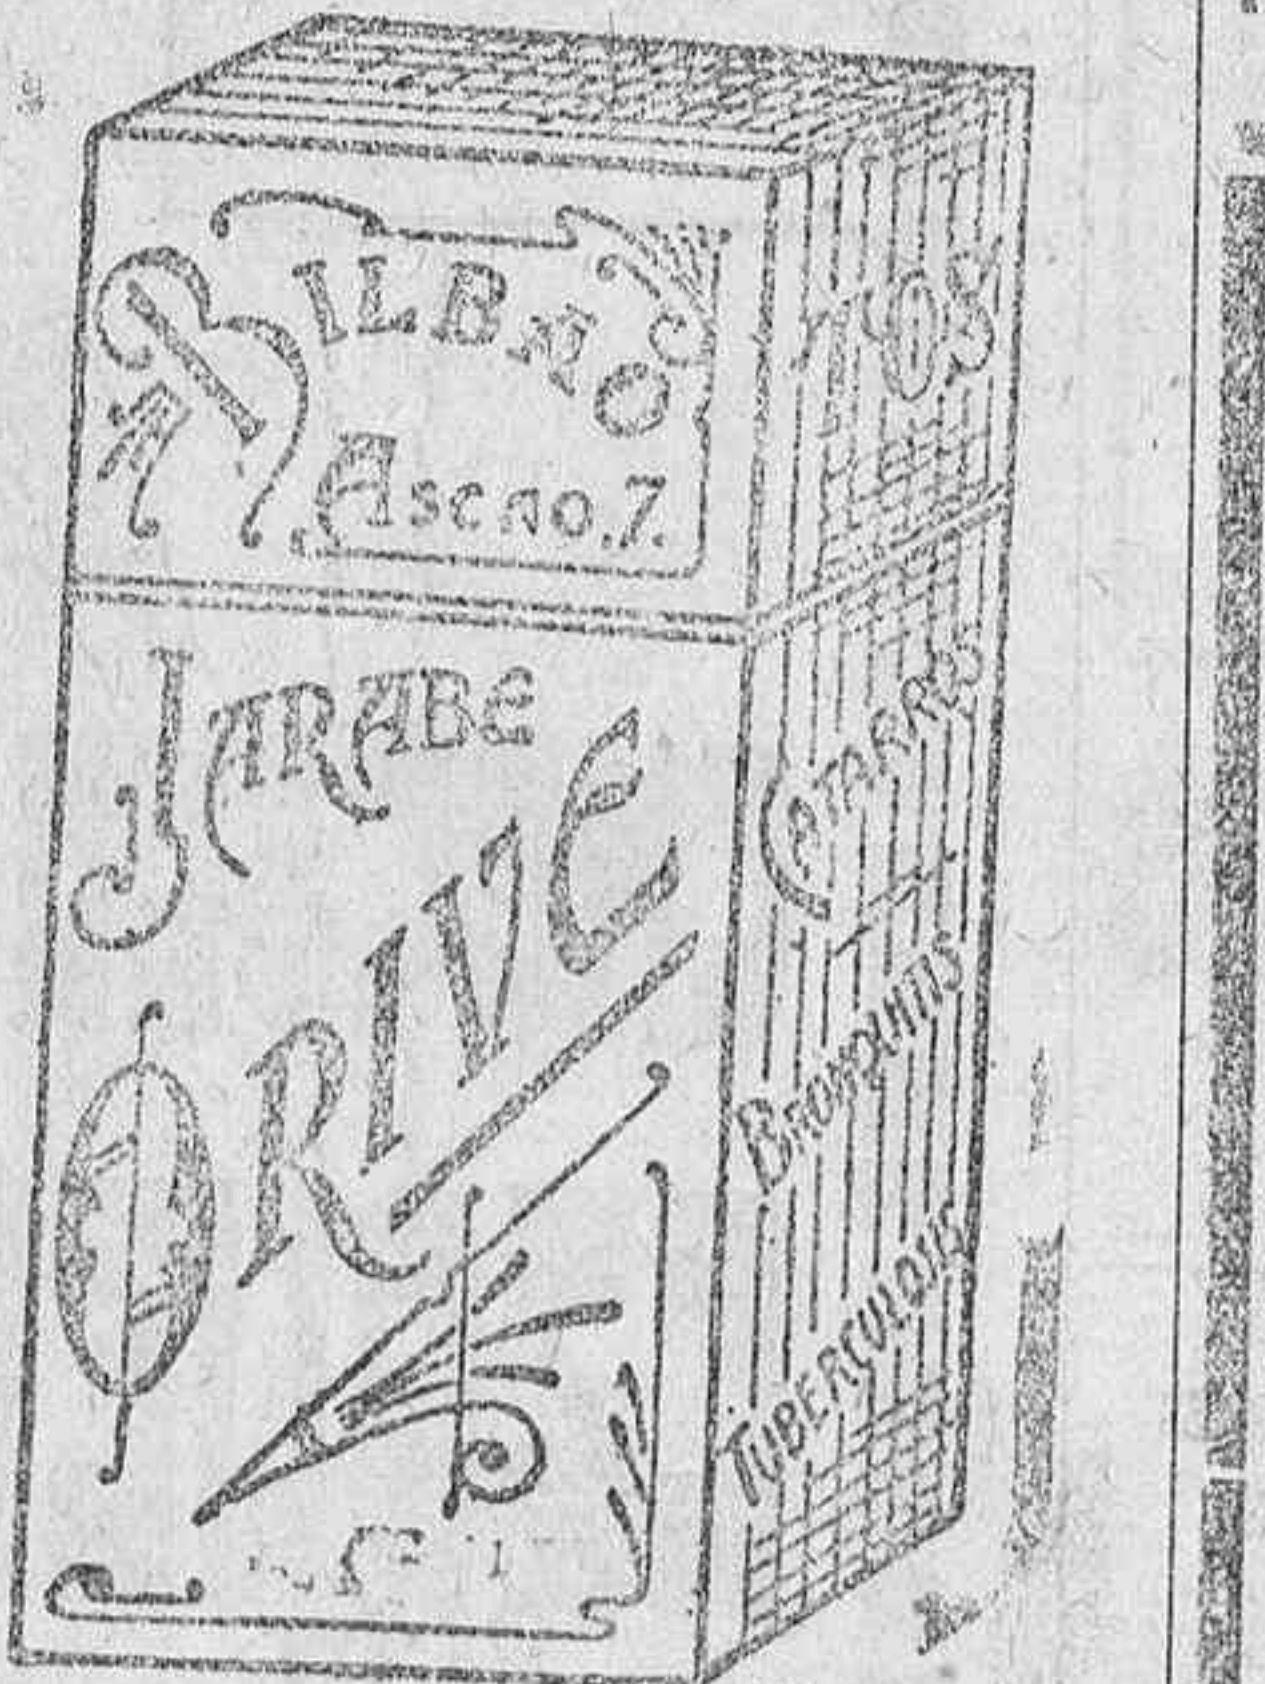 BILBAO
Ascao.7.
JARABE
ORIVE
TOS
CATARROS
BRONQUITIS
TUBERCULOSIS